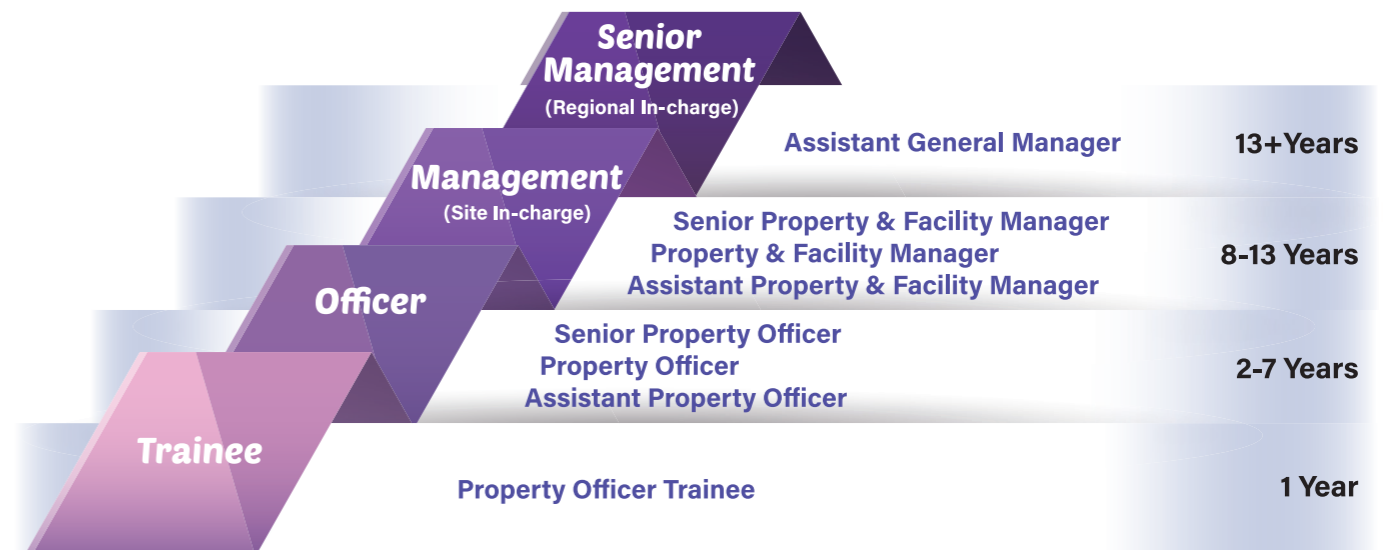 Senior
Management
(Regional In-charge)
Assistant General Manager
13+Years
Management
(Site In-charge)
Senior Property & Facility Manager
Property & Facility Manager
Assistant Property & Facility Manager
8-13 Years
Officer
Senior Property Officer
Property Officer
Assistant Property Officer
2-7 Years
Trainee
Property Officer Trainee
1 Year